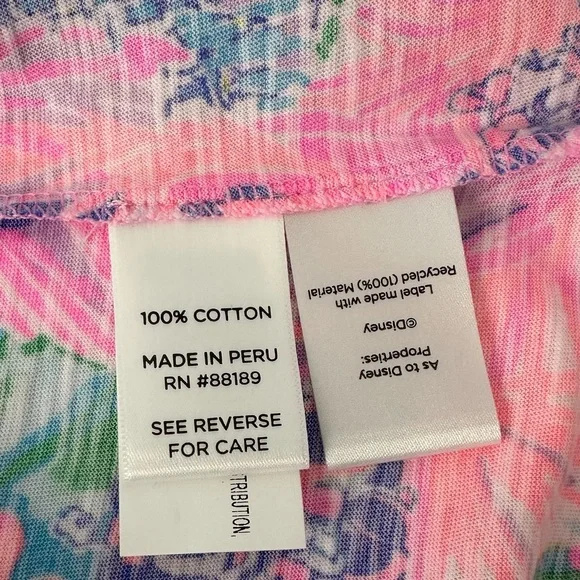 100% COTTON
MADE IN PERU
RN #88189
SEE REVERSE
FOR CARE
TRIBUTION,
As to Disney
Properties:
©Disney
Label made with
Recycled (100%) Material